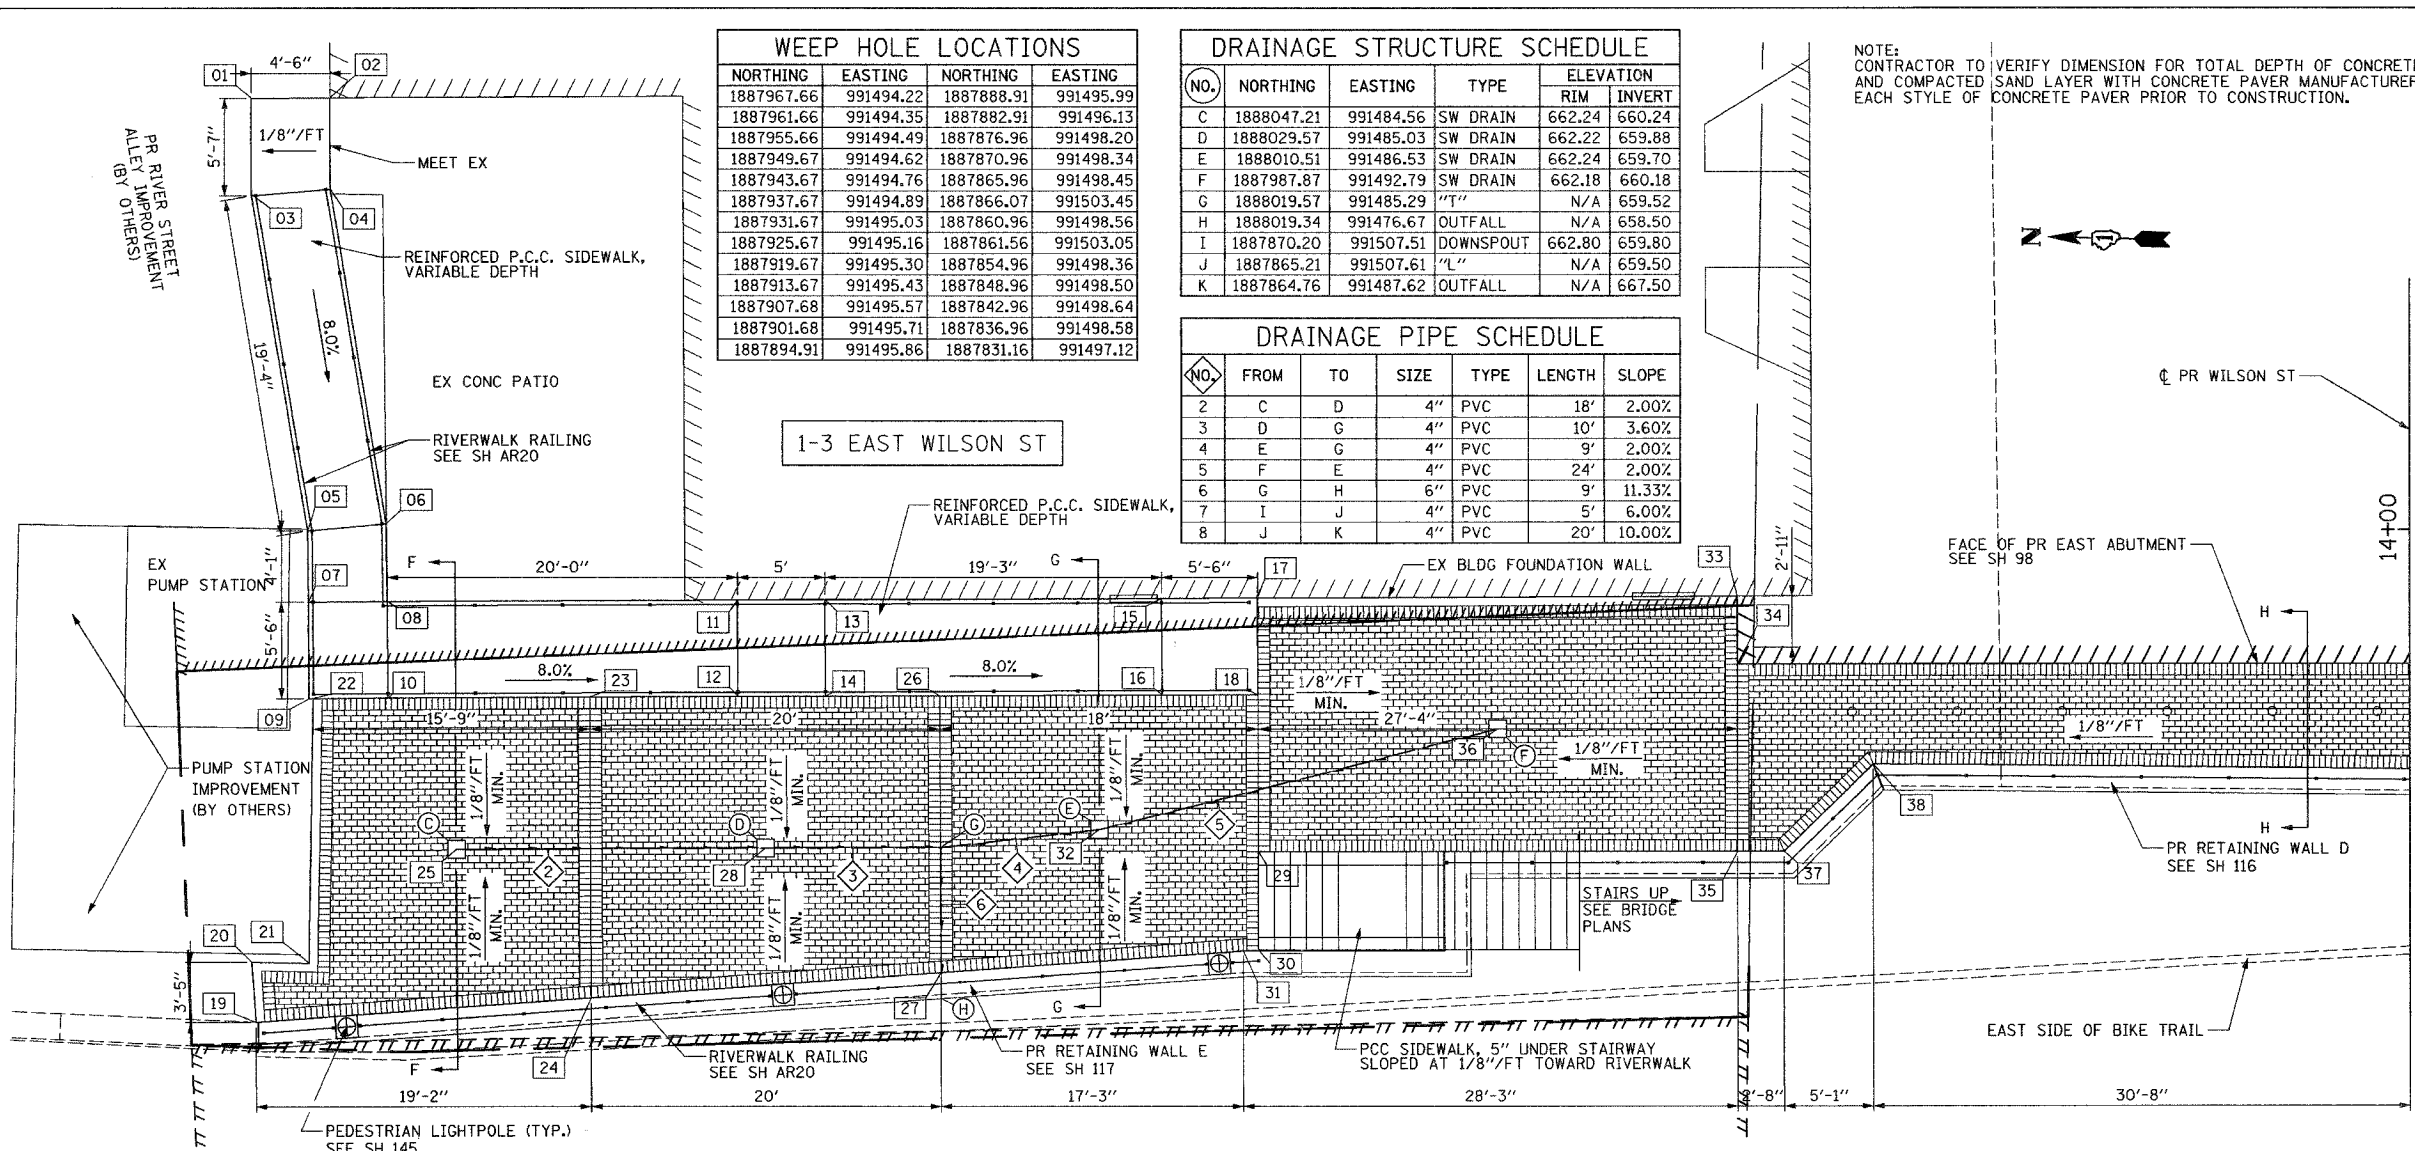 WEEP HOLE LOCATIONS
NORTHING EASTING NORTHING EASTING
1887967.66 991494.22 1887888.91 991495.99
1887961.66 991494.35 1887882.91 991496.13
1887955.66 991494.49 1887876.96 991498.20
1887949.67 991494.62 1887870.96 991498.34
1887943.67 991494.76 1887865.96 991498.45
1887937.67 991494.89 1887866.07 991503.45
1887931.67 991495.03 1887860.96 991498.56
1887925.67 991495.16 1887861.56 991503.05
1887919.67 991495.30 1887854.96 991498.36
1887913.67 991495.43 1887848.96 991498.50
1887907.68 991495.57 1887842.96 991498.64
1887901.68 991495.71 1887836.96 991498.58
1887894.91 991495.86 1887831.16 991497.12
DRAINAGE STRUCTURE SCHEDULE
NO. NORTHING EASTING TYPE ELEVATION
RIM INVERT
C 1888047.21 991484.56 SW DRAIN 662.24 660.24
D 1888029.57 991485.03 SW DRAIN 662.22 659.88
E 1888010.51 991486.53 SW DRAIN 662.24 659.70
F 1887987.87 991492.79 SW DRAIN 662.18 660.18
G 1888019.57 991485.29 "T" N/A 659.52
H 1888019.34 991476.67 OUTFALL N/A 658.50
I 1887870.20 991507.51 DOWNSPOUT 662.80 659.80
J 1887865.21 991507.61 "L" N/A 659.50
K 1887864.76 991487.62 OUTFALL N/A 667.50
DRAINAGE PIPE SCHEDULE
NO. FROM TO SIZE TYPE LENGTH SLOPE
2 C D 4" PVC 18' 2.00%
3 D G 4" PVC 10' 3.60%
4 E G 4" PVC 9' 2.00%
5 F E 4" PVC 24' 2.00%
6 G H 6" PVC 9' 11.33%
7 I J 4" PVC 5' 6.00%
8 J K 4" PVC 20' 10.00%
NOTE:
CONTRACTOR TO VERIFY DIMENSION FOR TOTAL DEPTH OF CONCRETE
AND COMPACTED SAND LAYER WITH CONCRETE PAVER MANUFACTURER
EACH STYLE OF CONCRETE PAVER PRIOR TO CONSTRUCTION.
N
01
4'-6"
02
5'-7"
1/8"/FT
MEET EX
PR RIVER STREET
ALLEY IMPROVEMENT
(BY OTHERS)
03
04
REINFORCED P.C.C. SIDEWALK,
VARIABLE DEPTH
8.0%
19'-4"
EX CONC PATIO
RIVERWALK RAILING
SEE SH AR20
1-3 EAST WILSON ST
℄ PR WILSON ST
14+00
05
06
REINFORCED P.C.C. SIDEWALK,
VARIABLE DEPTH
EX
PUMP STATION
4'-1"
07
F
20'-0"
5'
19'-3"
G
5'-6"
17
EX BLDG FOUNDATION WALL
33
2'-11"
FACE OF PR EAST ABUTMENT
SEE SH 98
5'-6"
08
11
13
15
34
H
22
10
8.0%
23
12
14
26
8.0%
16
18
1/8"/FT
MIN.
09
15'-9"
20'
18'
27'-4"
36
F
1/8"/FT
MIN.
1/8"/FT
PUMP STATION
IMPROVEMENT
(BY OTHERS)
1/8"/FT
MIN.
1/8"/FT
MIN.
1/8"/FT
MIN.
C
D
G
E
5
38
H
PR RETAINING WALL D
SEE SH 116
25
2
28
3
32
4
29
35
37
1/8"/FT
MIN.
1/8"/FT
MIN.
6
1/8"/FT
MIN.
STAIRS UP
SEE BRIDGE
PLANS
20
21
30
31
3'-5"
19
27
H
G
EAST SIDE OF BIKE TRAIL
F
24
RIVERWALK RAILING
SEE SH AR20
PR RETAINING WALL E
SEE SH 117
PCC SIDEWALK, 5" UNDER STAIRWAY
SLOPED AT 1/8"/FT TOWARD RIVERWALK
19'-2"
20'
17'-3"
28'-3"
5'-1"
30'-8"
PEDESTRIAN LIGHTPOLE (TYP.)
SEE SH 145